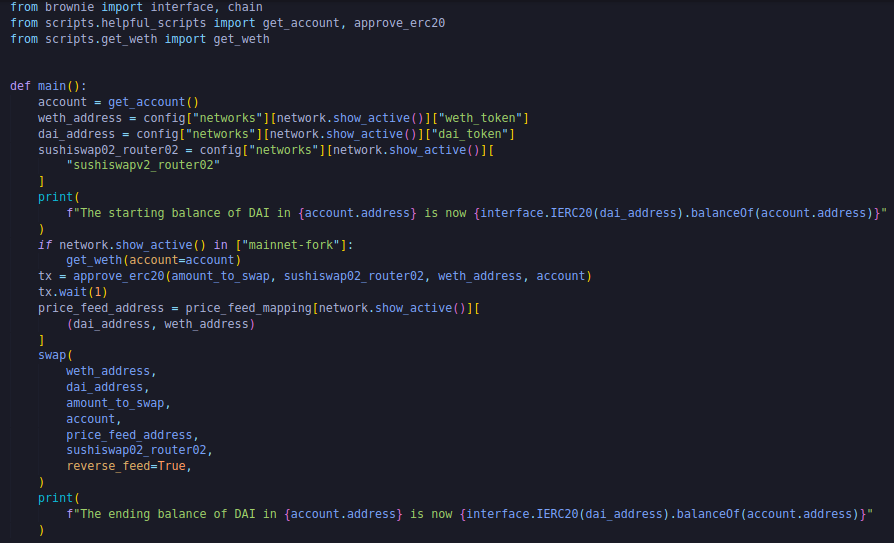 from brownie import interface, chain
from scripts.helpful_scripts import get_account, approve_erc20
from scripts.get_weth import get_weth


def main():
    account = get_account()
    weth_address = config["networks"][network.show_active()]["weth_token"]
    dai_address = config["networks"][network.show_active()]["dai_token"]
    sushiswap02_router02 = config["networks"][network.show_active()][
        "sushiswapv2_router02"
    ]
    print(
        f"The starting balance of DAI in {account.address} is now {interface.IERC20(dai_address).balanceOf(account.address)}"
    )
    if network.show_active() in ["mainnet-fork"]:
        get_weth(account=account)
    tx = approve_erc20(amount_to_swap, sushiswap02_router02, weth_address, account)
    tx.wait(1)
    price_feed_address = price_feed_mapping[network.show_active()][
        (dai_address, weth_address)
    ]
    swap(
        weth_address,
        dai_address,
        amount_to_swap,
        account,
        price_feed_address,
        sushiswap02_router02,
        reverse_feed=True,
    )
    print(
        f"The ending balance of DAI in {account.address} is now {interface.IERC20(dai_address).balanceOf(account.address)}"
    )